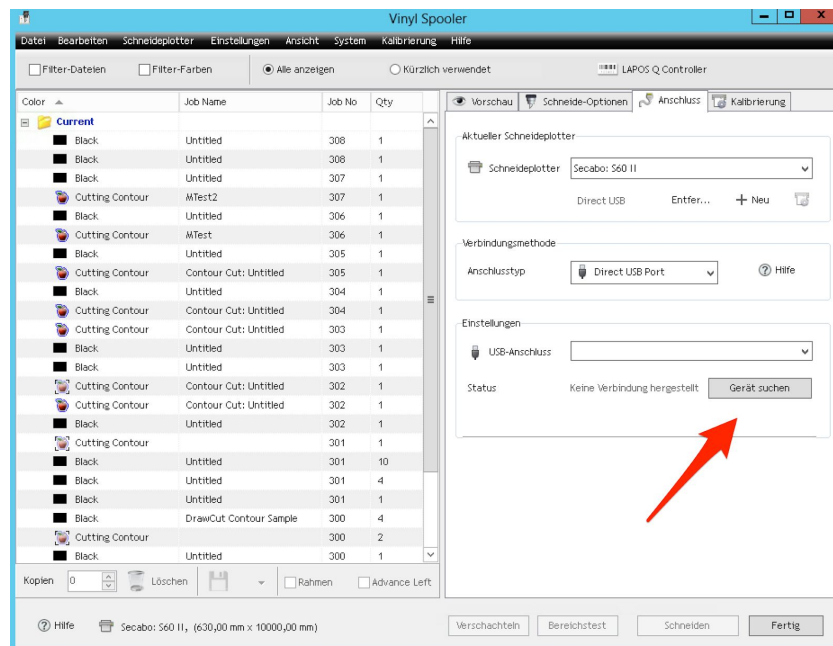 Vinyl Spooler
Datei Bearbeiten Schneideplotter Einstellungen Ansicht System Kalibrierung Hilfe
Filter-Dateien Filter-Farben Alle anzeigen Kürzlich verwendet LAPOS Q Controller
Color Job Name Job No Qty
Current
Black Untitled 308 1
Black Untitled 308 1
Black Untitled 307 1
Cutting Contour MTest2 307 1
Black Untitled 306 1
Cutting Contour MTest 306 1
Black Untitled 305 1
Cutting Contour Contour Cut: Untitled 305 1
Black Untitled 304 1
Cutting Contour Contour Cut: Untitled 304 1
Cutting Contour Contour Cut: Untitled 303 1
Black Untitled 303 1
Black Untitled 303 1
Cutting Contour Contour Cut: Untitled 302 1
Cutting Contour Contour Cut: Untitled 302 1
Black Untitled 302 1
Cutting Contour 301 1
Black Untitled 301 10
Black Untitled 301 4
Black Untitled 301 1
Black DrawCut Contour Sample 300 4
Cutting Contour 300 2
Black Untitled 300 1
Kopien 0 Löschen Rahmen Advance Left
Vorschau Schneide-Optionen Anschluss Kalibrierung
Aktueller Schneideplotter
Schneideplotter Secabo: S60 II
Direct USB Entfer... Neu
Verbindungsmethode
Anschlusstyp Direct USB Port Hilfe
Einstellungen
USB-Anschluss
Status Keine Verbindung hergestellt Gerät suchen
Hilfe Secabo: S60 II, (630,00 mm x 10000,00 mm) Verschachteln Bereichstest Schneiden Fertig